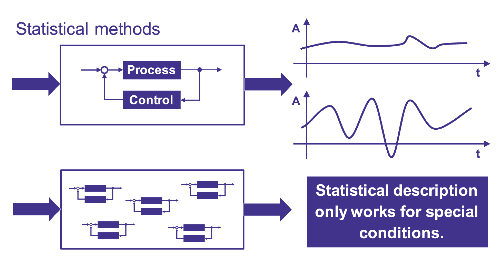 Statistical methods
Process
Control
A
t
A
t
Statistical description
only works for special
conditions.